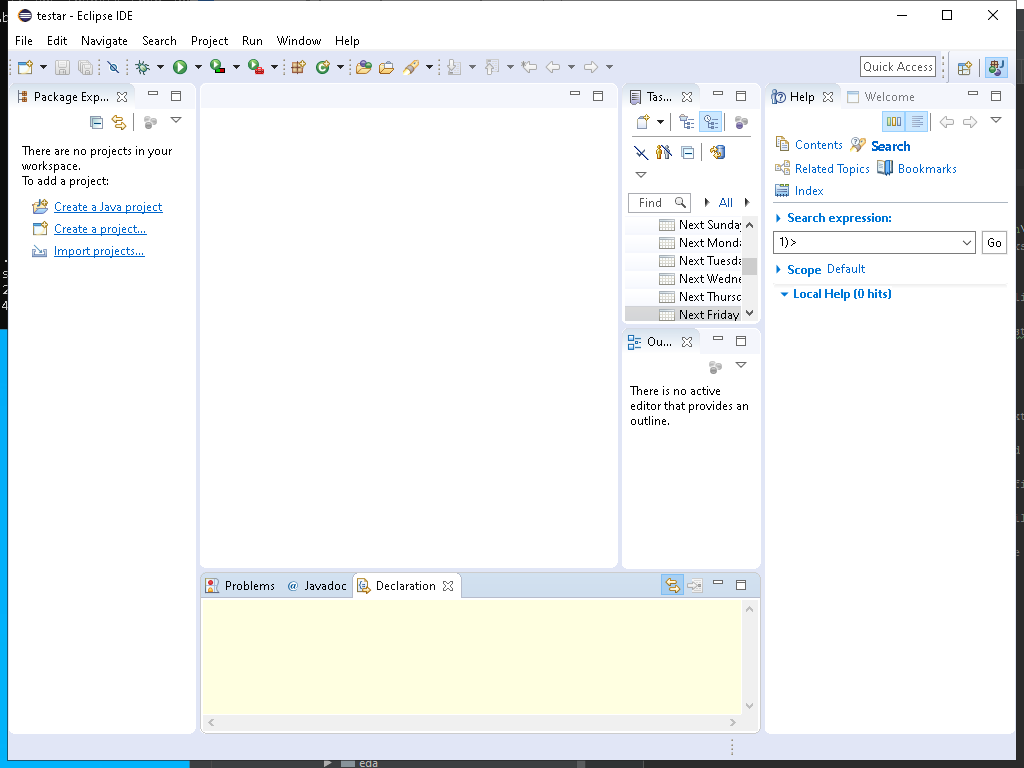 testar - Eclipse IDE
File Edit Navigate Search Project Run Window Help
Quick Access
Package Exp...
There are no projects in your
workspace.
To add a project:
Create a Java project
Create a project...
Import projects...
Tas...
Find
All
Next Sunday
Next Monda
Next Tuesda
Next Wedne
Next Thursd
Next Friday
Ou...
There is no active
editor that provides an
outline.
Help Welcome
Contents Search
Related Topics Bookmarks
Index
Search expression:
1)>
Go
Scope Default
Local Help (0 hits)
Problems @ Javadoc Declaration
eda